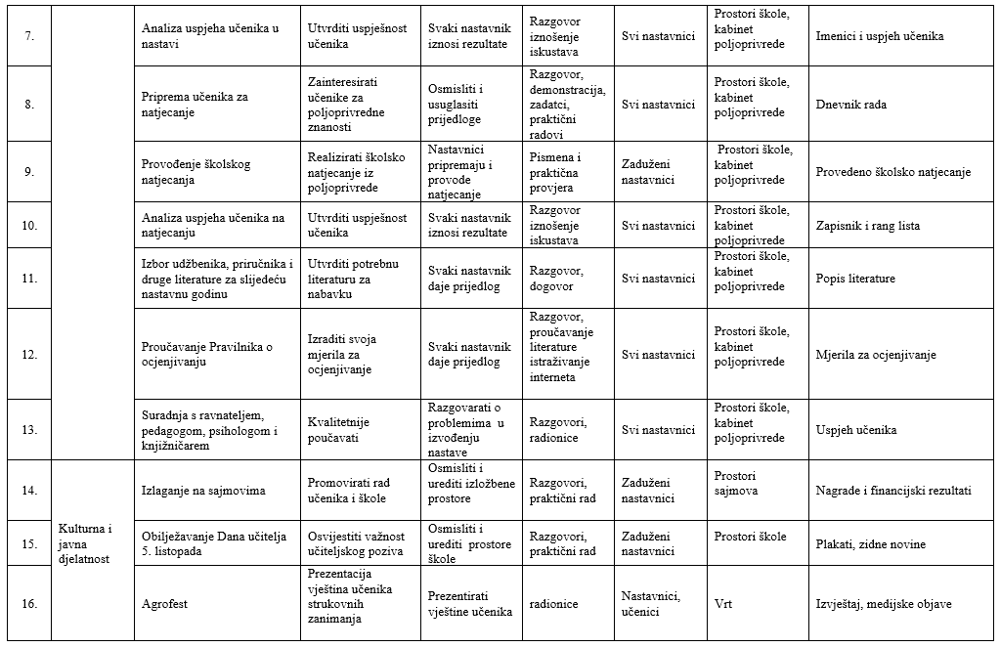 7.
Analiza uspjeha učenika u
nastavi
Utvrditi uspješnost
učenika
Svaki nastavnik
iznosi rezultate
Razgovor
iznošenje
iskustava
Svi nastavnici
Prostori škole,
kabinet
poljoprivrede
Imenici i uspjeh učenika
8.
Priprema učenika za
natjecanje
Zainteresirati
učenike za
poljoprivredne
znanosti
Osmisliti i
usuglasiti
prijedloge
Razgovor,
demonstracija,
zadatci,
praktični
radovi
Svi nastavnici
Prostori škole,
kabinet
poljoprivrede
Dnevnik rada
9.
Provođenje školskog
natjecanja
Realizirati školsko
natjecanje iz
poljoprivrede
Nastavnici
pripremaju i
provode
natjecanje
Pismena i
praktična
provjera
Zaduženi
nastavnici
Prostori škole,
kabinet
poljoprivrede
Provedeno školsko natjecanje
10.
Analiza uspjeha učenika na
natjecanju
Utvrditi uspješnost
učenika
Svaki nastavnik
iznosi rezultate
Razgovor
iznošenje
iskustava
Svi nastavnici
Prostori škole,
kabinet
poljoprivrede
Zapisnik i rang lista
11.
Izbor udžbenika, priručnika i
druge literature za slijedeću
nastavnu godinu
Utvrditi potrebnu
literaturu za
nabavku
Svaki nastavnik
daje prijedlog
Razgovor,
dogovor
Svi nastavnici
Prostori škole,
kabinet
poljoprivrede
Popis literature
12.
Proučavanje Pravilnika o
ocjenjivanju
Izraditi svoja
mjerila za
ocjenjivanje
Svaki nastavnik
daje prijedlog
Razgovor,
proučavanje
literature
istraživanje
interneta
Svi nastavnici
Prostori škole,
kabinet
poljoprivrede
Mjerila za ocjenjivanje
13.
Suradnja s ravnateljem,
pedagogom, psihologom i
knjižničarem
Kvalitetnije
poučavati
Razgovarati o
problemima  u
izvođenju
nastave
Razgovori,
radionice
Svi nastavnici
Prostori škole,
kabinet
poljoprivrede
Uspjeh učenika
14.
Kulturna i
javna
djelatnost
Izlaganje na sajmovima
Promovirati rad
učenika i škole
Osmisliti i
urediti izložbene
prostore
Razgovori,
praktični rad
Zaduženi
nastavnici
Prostori
sajmova
Nagrade i financijski rezultati
15.
Obilježavanje Dana učitelja
5. listopada
Osvijestiti važnost
učiteljskog poziva
Osmisliti i
urediti  prostore
škole
Razgovori,
praktični rad
Zaduženi
nastavnici
Prostori škole
Plakati, zidne novine
16.
Agrofest
Prezentacija
vještina učenika
strukovnih
zanimanja
Prezentirati
vještine učenika
radionice
Nastavnici,
učenici
Vrt
Izvještaj, medijske objave